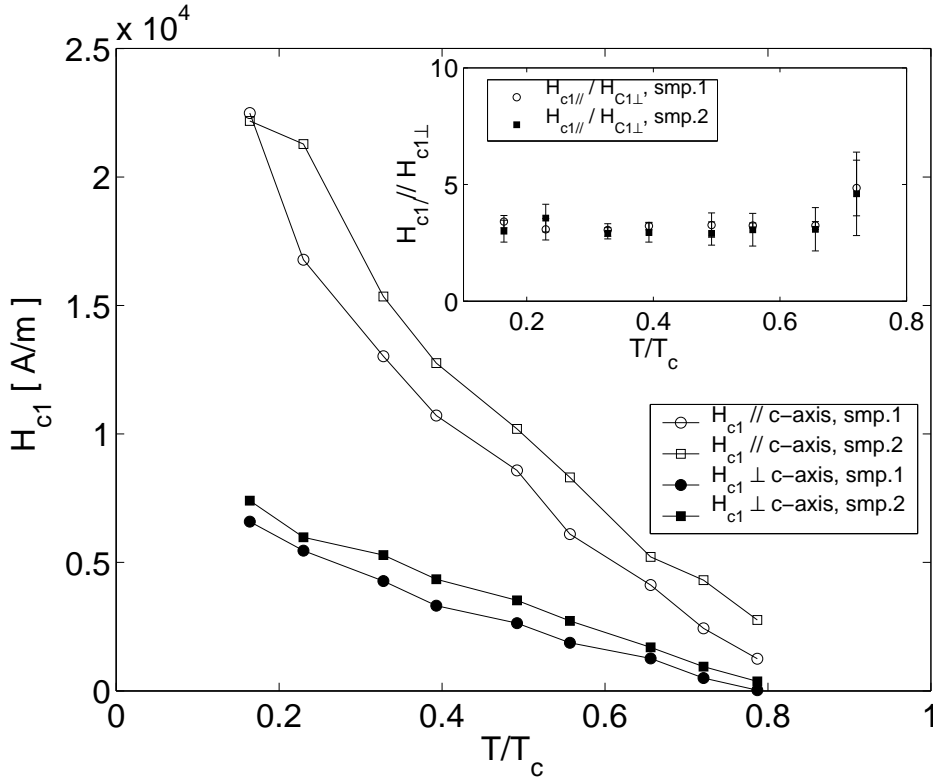 x 10⁴
2.5
2
1.5
1
0.5
0
H_c1 [ A/m ]
0 0.2 0.4 0.6 0.8 1
T/T_c
10
5
0
H_c1// / H_c1⊥
0.2 0.4 0.6 0.8
T/T_c
H_c1// / H_C1⊥, smp.1
H_c1// / H_C1⊥, smp.2
H_c1 // c−axis, smp.1
H_c1 // c−axis, smp.2
H_c1 ⊥ c−axis, smp.1
H_c1 ⊥ c−axis, smp.2